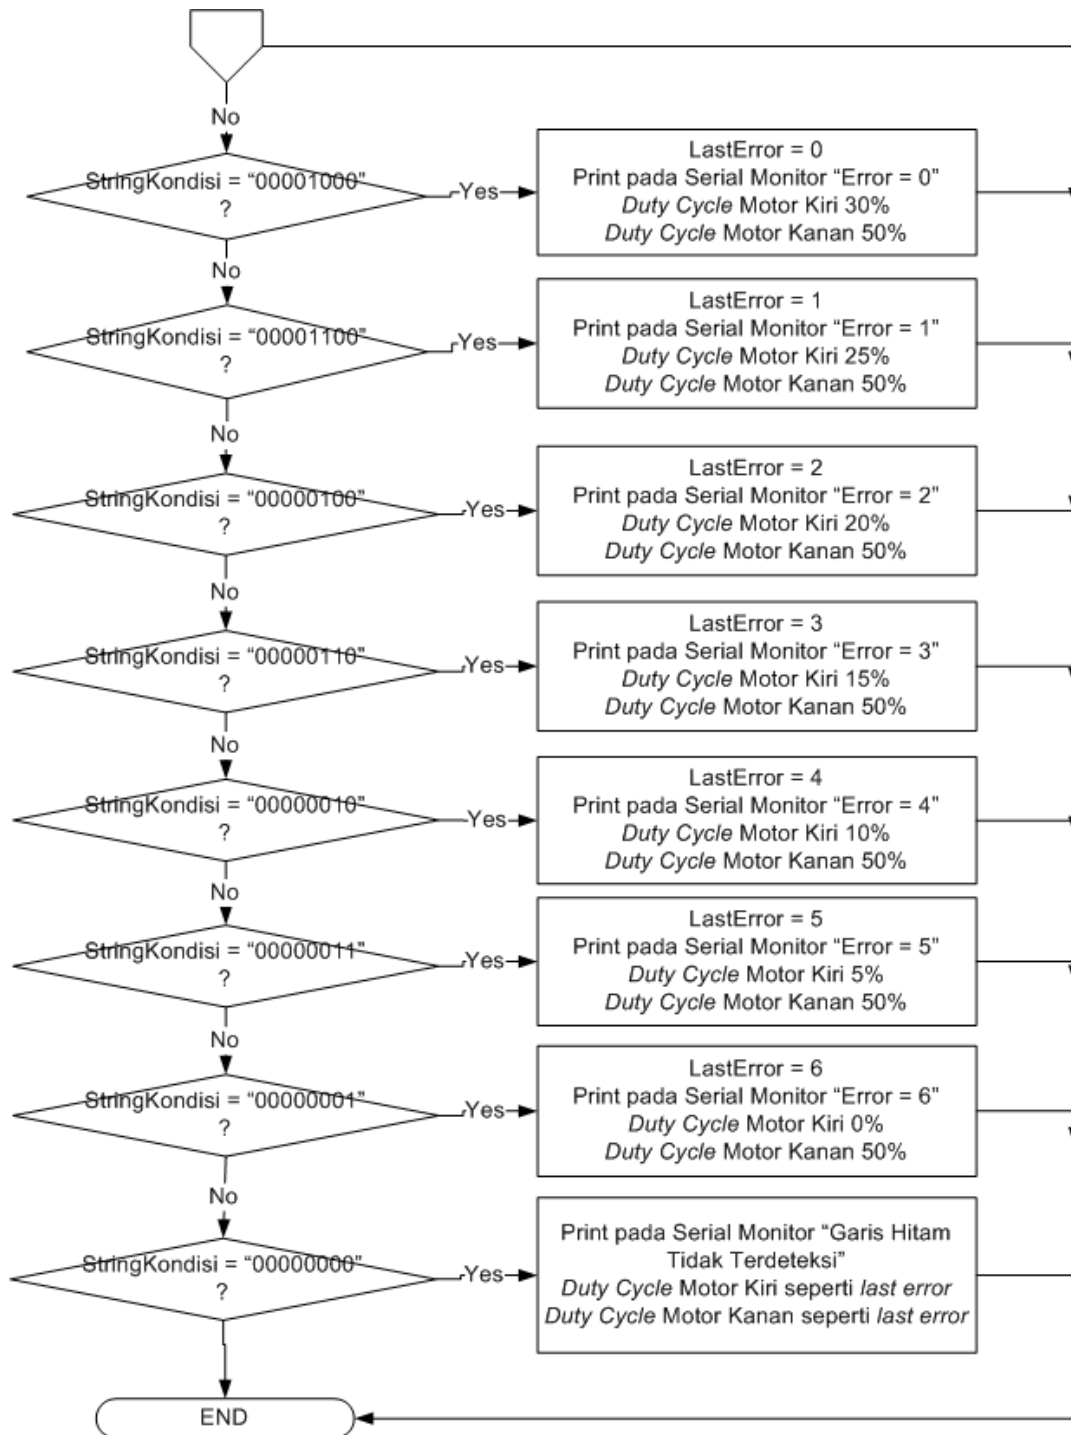 No
StringKondisi = “00001000”
?
Yes
LastError = 0
Print pada Serial Monitor “Error = 0”
Duty Cycle Motor Kiri 30%
Duty Cycle Motor Kanan 50%
No
StringKondisi = “00001100”
?
Yes
LastError = 1
Print pada Serial Monitor “Error = 1”
Duty Cycle Motor Kiri 25%
Duty Cycle Motor Kanan 50%
No
StringKondisi = “00000100”
?
Yes
LastError = 2
Print pada Serial Monitor “Error = 2”
Duty Cycle Motor Kiri 20%
Duty Cycle Motor Kanan 50%
No
StringKondisi = “00000110”
?
Yes
LastError = 3
Print pada Serial Monitor “Error = 3”
Duty Cycle Motor Kiri 15%
Duty Cycle Motor Kanan 50%
No
StringKondisi = “00000010”
?
Yes
LastError = 4
Print pada Serial Monitor “Error = 4”
Duty Cycle Motor Kiri 10%
Duty Cycle Motor Kanan 50%
No
StringKondisi = “00000011”
?
Yes
LastError = 5
Print pada Serial Monitor “Error = 5”
Duty Cycle Motor Kiri 5%
Duty Cycle Motor Kanan 50%
No
StringKondisi = “00000001”
?
Yes
LastError = 6
Print pada Serial Monitor “Error = 6”
Duty Cycle Motor Kiri 0%
Duty Cycle Motor Kanan 50%
No
StringKondisi = “00000000”
?
Yes
Print pada Serial Monitor “Garis Hitam
Tidak Terdeteksi”
Duty Cycle Motor Kiri seperti last error
Duty Cycle Motor Kanan seperti last error
END